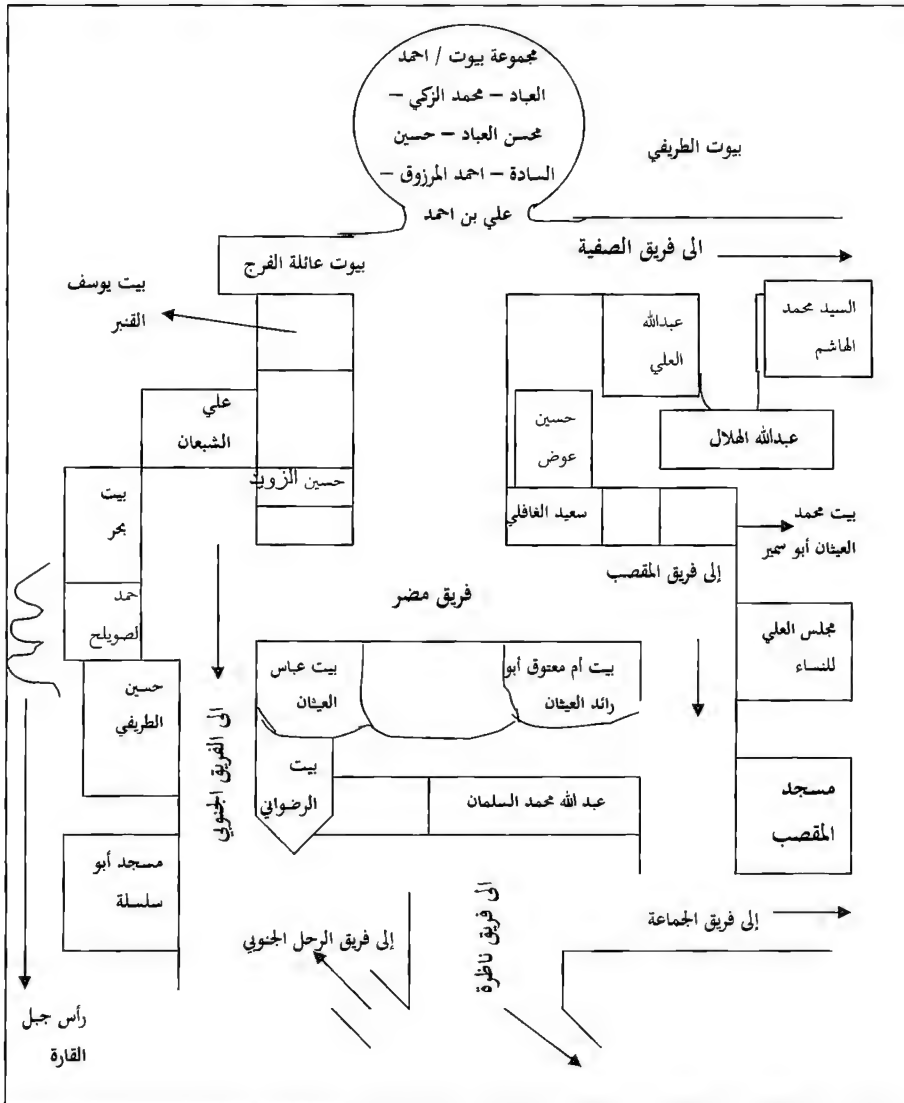 مجموعة بيوت / احمد
العباد – محمد الزكي –
محسن العباد – حسين
السادة – احمد المرزوق –
علي بن احمد
بيوت الطريفي
الى فريق الصفية
بيوت عائلة الفرج
بيت يوسف
القنبر
السيد محمد
الهاشم
عبدالله
العلي
علي
الشبعان
حسين
عوض
عبدالله الهلال
حسين الزويد
بيت
بحر
سعيد الغافلي
بيت محمد
العيثان أبو سمير
إلى فريق المقصب
فريق مضر
حمد
لصويلح
مجلس العلي
للنساء
بيت أم معتوق أبو
رائد العيثان
بيت عباس
العيثان
حسين
الطريفي
الى الفريق الجنوبي
بيت
الرضواني
عبد الله محمد السلمان
مسجد
المقصب
مسجد أبو
سلسلة
إلى فريق الجماعة
الى فريق ناظرة
إلى فريق الرحل الجنوبي
رأس جبل
القارة